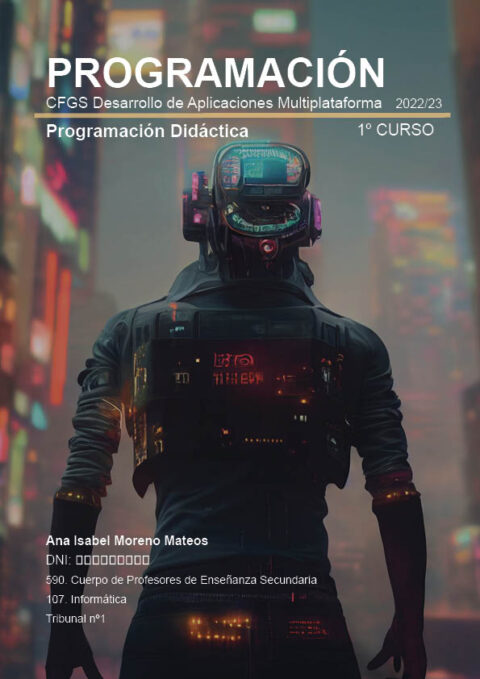 PROGRAMACIÓN
CFGS Desarrollo de Aplicaciones Multiplataforma 2022/23
Programación Didáctica 1º CURSO
Ana Isabel Moreno Mateos
DNI: 
590. Cuerpo de Profesores de Enseñanza Secundaria
107. Informática
Tribunal nº1